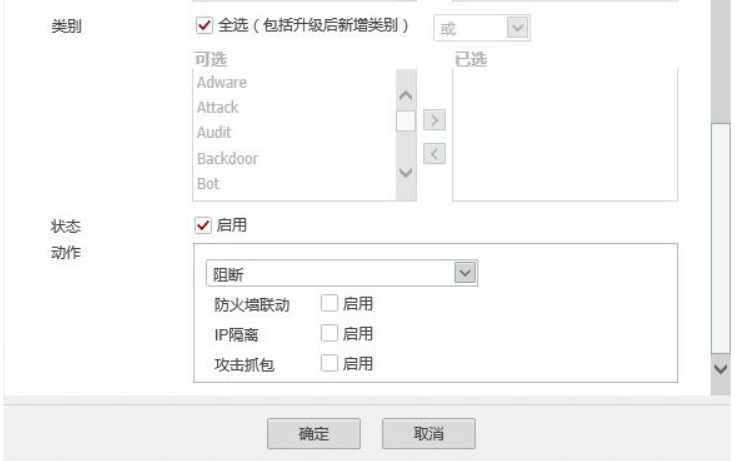 类别 全选（包括升级后新增类别） 或
可选 已选
Adware
Attack
Audit
Backdoor
Bot
状态 启用
动作
阻断
防火墙联动 启用
IP隔离 启用
攻击抓包 启用
确定 取消